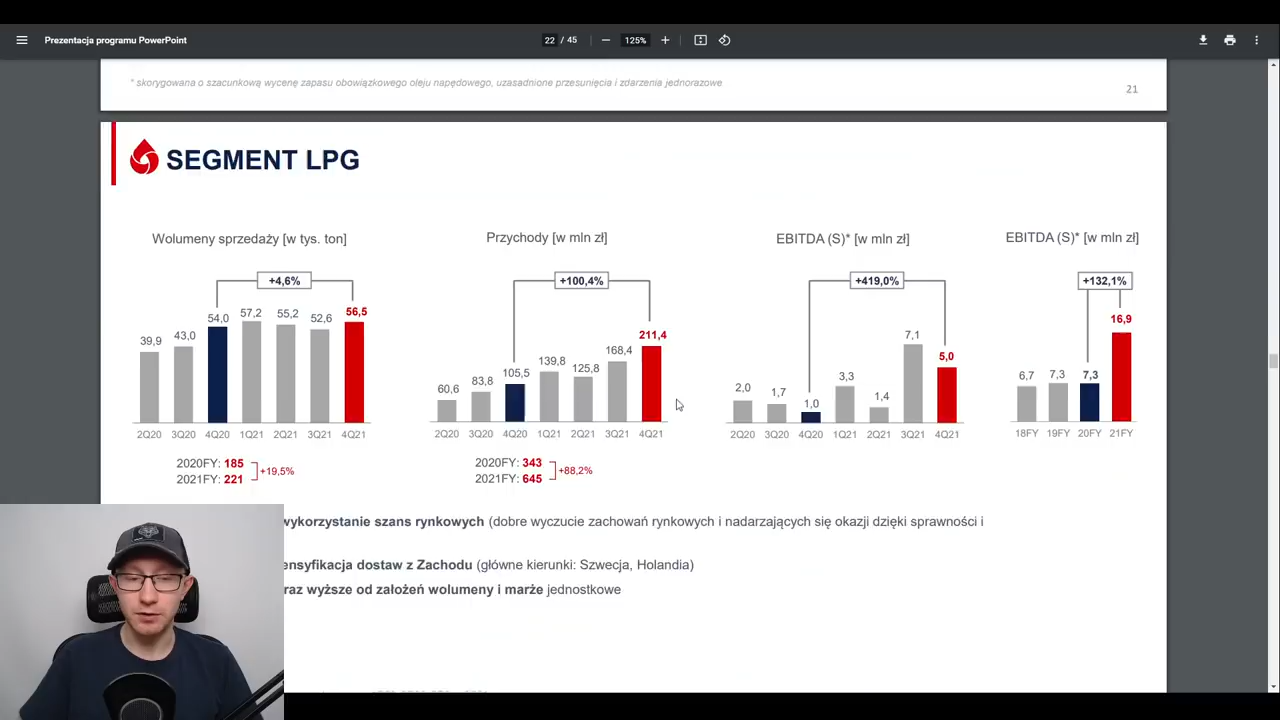 Prezentacja programu PowerPoint
22 / 45
125%
* skorygowana o szacunkową wycenę zapasu obowiązkowego oleju napędowego, uzasadnione przesunięcia i zdarzenia jednorazowe
21
SEGMENT LPG
Wolumeny sprzedaży [w tys. ton]
+4,6%
39,9 43,0 54,0 57,2 55,2 52,6 56,5
2Q20 3Q20 4Q20 1Q21 2Q21 3Q21 4Q21
2020FY: 185
2021FY: 221
+19,5%
Przychody [w mln zł]
+100,4%
60,6 83,8 105,5 139,8 125,8 168,4 211,4
2Q20 3Q20 4Q20 1Q21 2Q21 3Q21 4Q21
2020FY: 343
2021FY: 645
+88,2%
EBITDA (S)* [w mln zł]
+419,0%
2,0 1,7 1,0 3,3 1,4 7,1 5,0
2Q20 3Q20 4Q20 1Q21 2Q21 3Q21 4Q21
EBITDA (S)* [w mln zł]
+132,1%
6,7 7,3 7,3 16,9
18FY 19FY 20FY 21FY
wykorzystanie szans rynkowych (dobre wyczucie zachowań rynkowych i nadarzających się okazji dzięki sprawności i
ensyfikacja dostaw z Zachodu (główne kierunki: Szwecja, Holandia)
raz wyższe od założeń wolumeny i marże jednostkowe